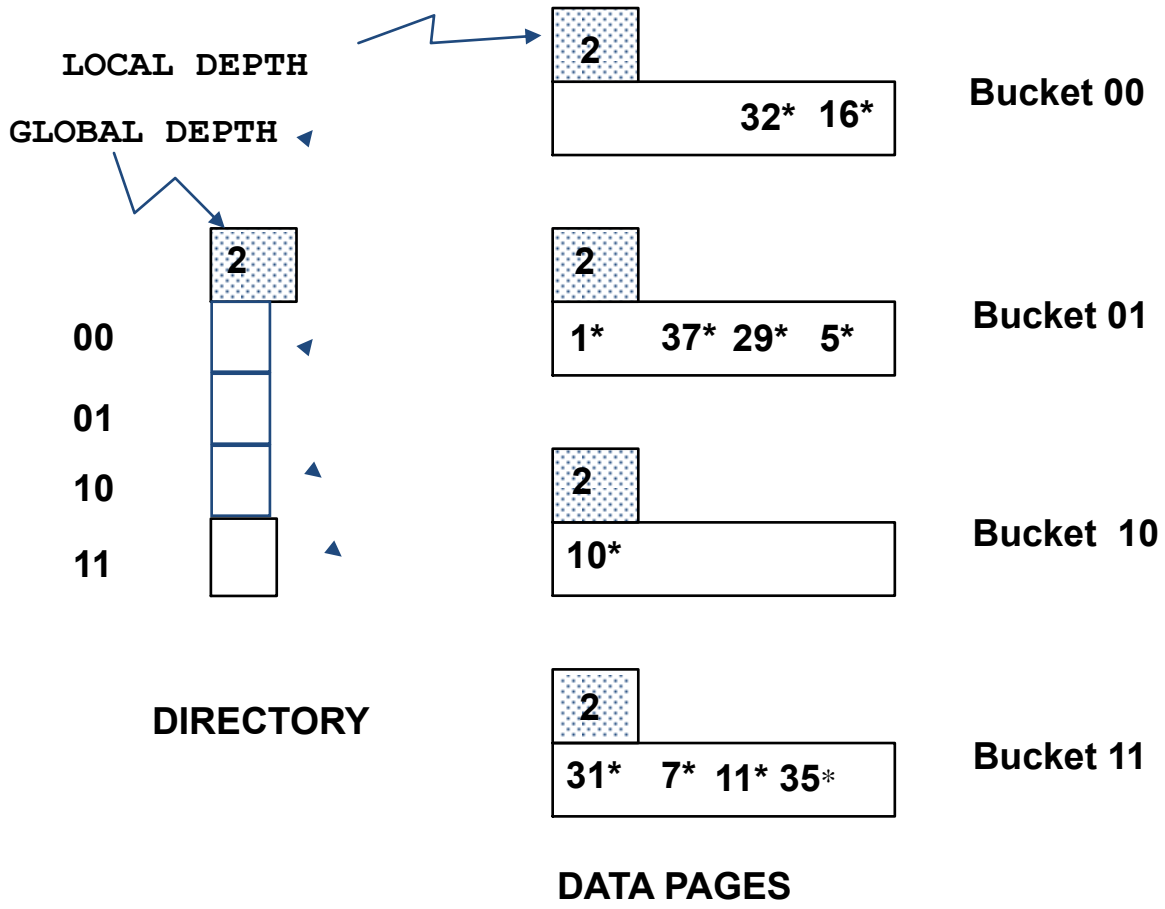 LOCAL DEPTH
GLOBAL DEPTH
2
00
01
10
11
DIRECTORY
2
32* 16*
Bucket 00
2
1* 37* 29* 5*
Bucket 01
2
10*
Bucket 10
2
31* 7* 11* 35*
Bucket 11
DATA PAGES